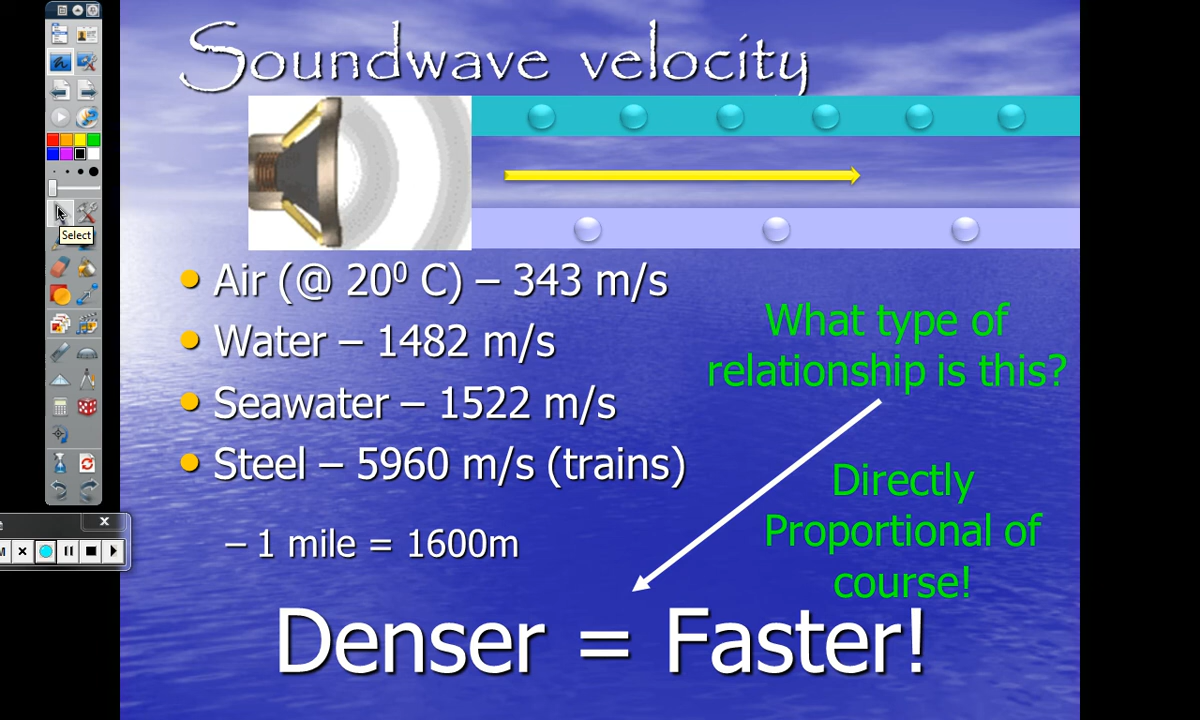 Soundwave velocity
Select
Air (@ 20⁰ C) – 343 m/s
Water – 1482 m/s
Seawater – 1522 m/s
Steel – 5960 m/s (trains)
– 1 mile = 1600m
What type of
relationship is this?
Directly
Proportional of
course!
Denser = Faster!